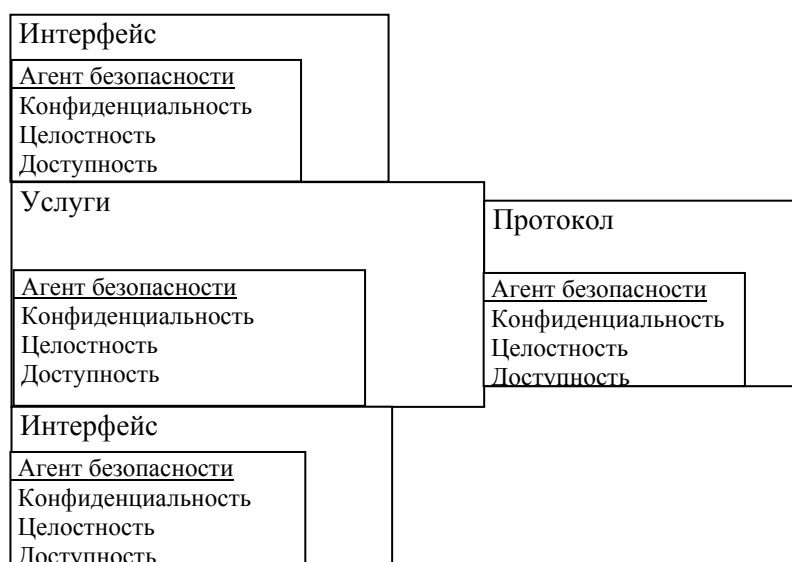 Интерфейс
Агент безопасности
Конфиденциальность
Целостность
Доступность
Услуги
Агент безопасности
Конфиденциальность
Целостность
Доступность
Протокол
Агент безопасности
Конфиденциальность
Целостность
Доступность
Интерфейс
Агент безопасности
Конфиденциальность
Целостность
Доступность